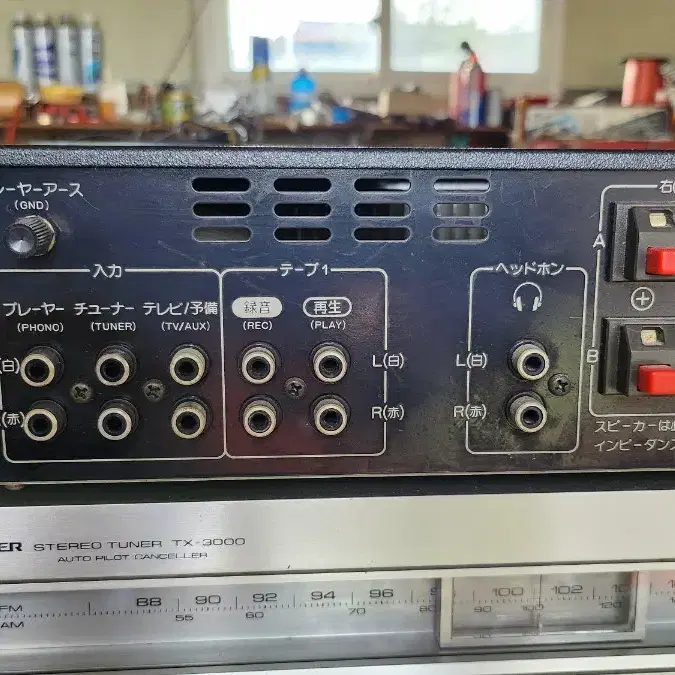 レーヤーアース
(GND)
入力
テープ1
ヘッドホン
右
プレーヤー チューナー テレビ/予備
(PHONO) (TUNER) (TV/AUX)
録音 再生
(REC) (PLAY)
A
(白)
L(白)
L(白)
B
(赤)
R(赤)
R(赤)
スピーカーは
インピーダンス
ER STEREO TUNER TX-3000
AUTO PILOT CANCELLER
FM 88 90 92 94 96 98 100 102
AM 55 60 70 90 100 120